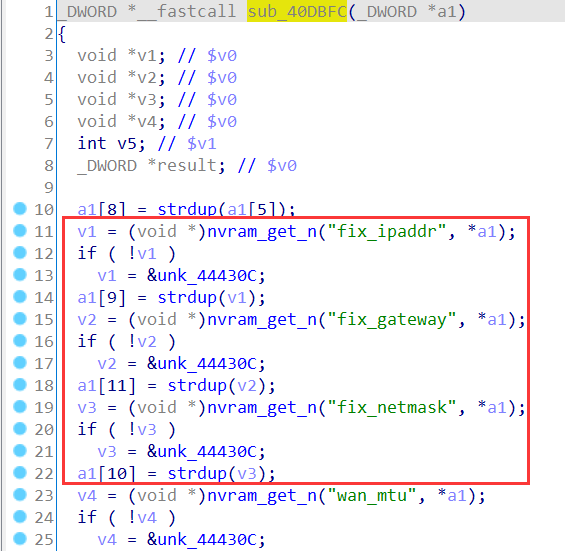 1 _DWORD *__fastcall sub_40DBFC(_DWORD *a1)
2 {
3 void *v1; // $v0
4 void *v2; // $v0
5 void *v3; // $v0
6 void *v4; // $v0
7 int v5; // $v1
8 _DWORD *result; // $v0
9
10 a1[8] = strdup(a1[5]);
11 v1 = (void *)nvram_get_n("fix_ipaddr", *a1);
12 if ( !v1 )
13 v1 = &unk_44430C;
14 a1[9] = strdup(v1);
15 v2 = (void *)nvram_get_n("fix_gateway", *a1);
16 if ( !v2 )
17 v2 = &unk_44430C;
18 a1[11] = strdup(v2);
19 v3 = (void *)nvram_get_n("fix_netmask", *a1);
20 if ( !v3 )
21 v3 = &unk_44430C;
22 a1[10] = strdup(v3);
23 v4 = (void *)nvram_get_n("wan_mtu", *a1);
24 if ( !v4 )
25 v4 = &unk_44430C;